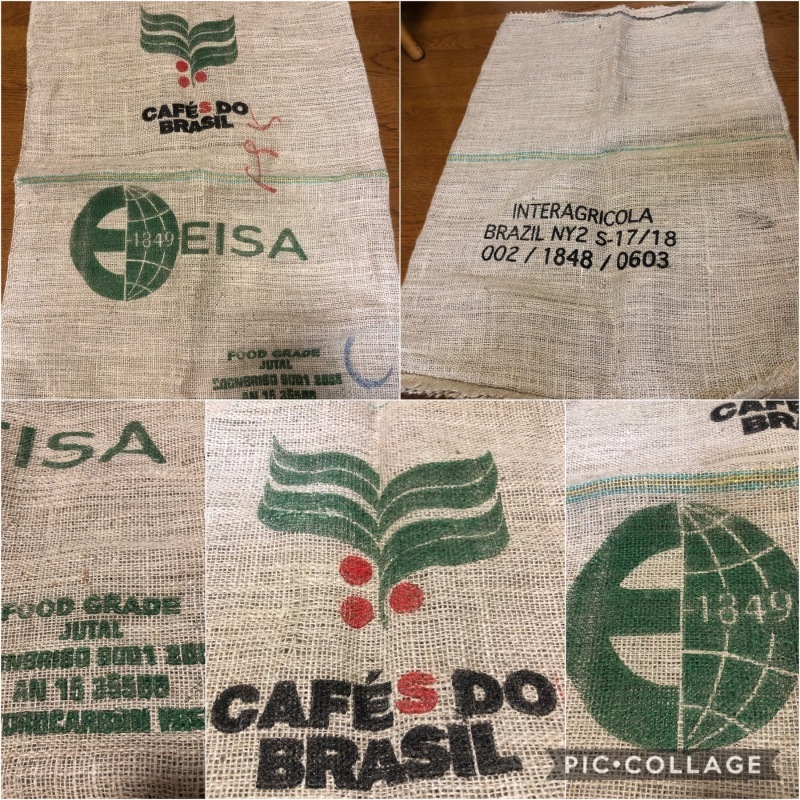 CAFÉS DO
BRASIL
-1849 EISA
FOOD GRADE
JUTAL
INTERAGRICOLA
BRAZIL NY2 S-17/18
002 / 1848 / 0603
EISA
FOOD GRADE
JUTAL
CAFÉS DO
BRASIL
-1849
PIC•COLLAGE